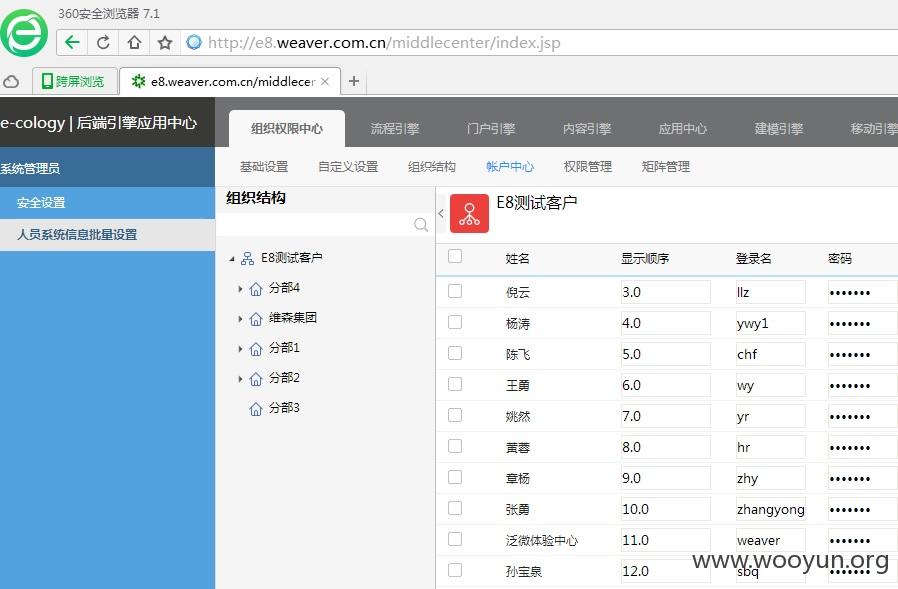 360安全浏览器 7.1
http://e8.weaver.com.cn/middlecenter/index.jsp
跨屏浏览 e8.weaver.com.cn/middlecer
e-cology | 后端引擎应用中心
组织权限中心 流程引擎 门户引擎 内容引擎 应用中心 建模引擎 移动引擎
系统管理员
基础设置 自定义设置 组织结构 帐户中心 权限管理 矩阵管理
安全设置
人员系统信息批量设置
组织结构
E8测试客户
分部4
维森集团
分部1
分部2
分部3
E8测试客户
姓名 显示顺序 登录名 密码
倪云 3.0 llz •••••••
杨涛 4.0 ywy1 •••••••
陈飞 5.0 chf •••••••
王勇 6.0 wy •••••••
姚然 7.0 yr •••••••
黄蓉 8.0 hr •••••••
章杨 9.0 zhy •••••••
张勇 10.0 zhangyong •••••••
泛微体验中心 11.0 weaver •••••••
孙宝泉 12.0 sbq •••••••
www.wooyun.org